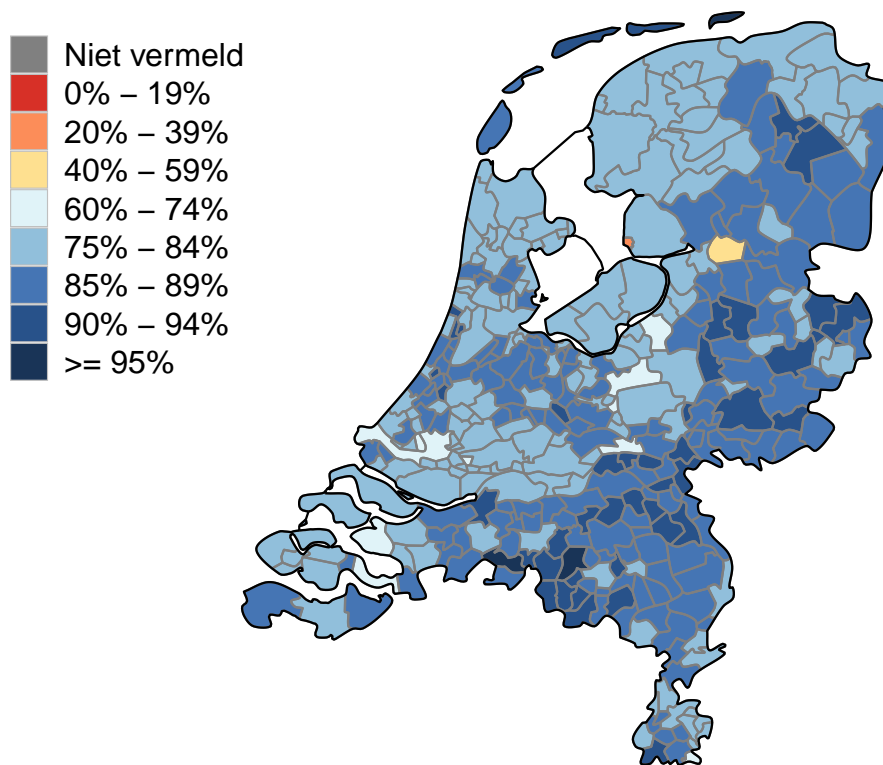 Niet vermeld
0% – 19%
20% – 39%
40% – 59%
60% – 74%
75% – 84%
85% – 89%
90% – 94%
>= 95%